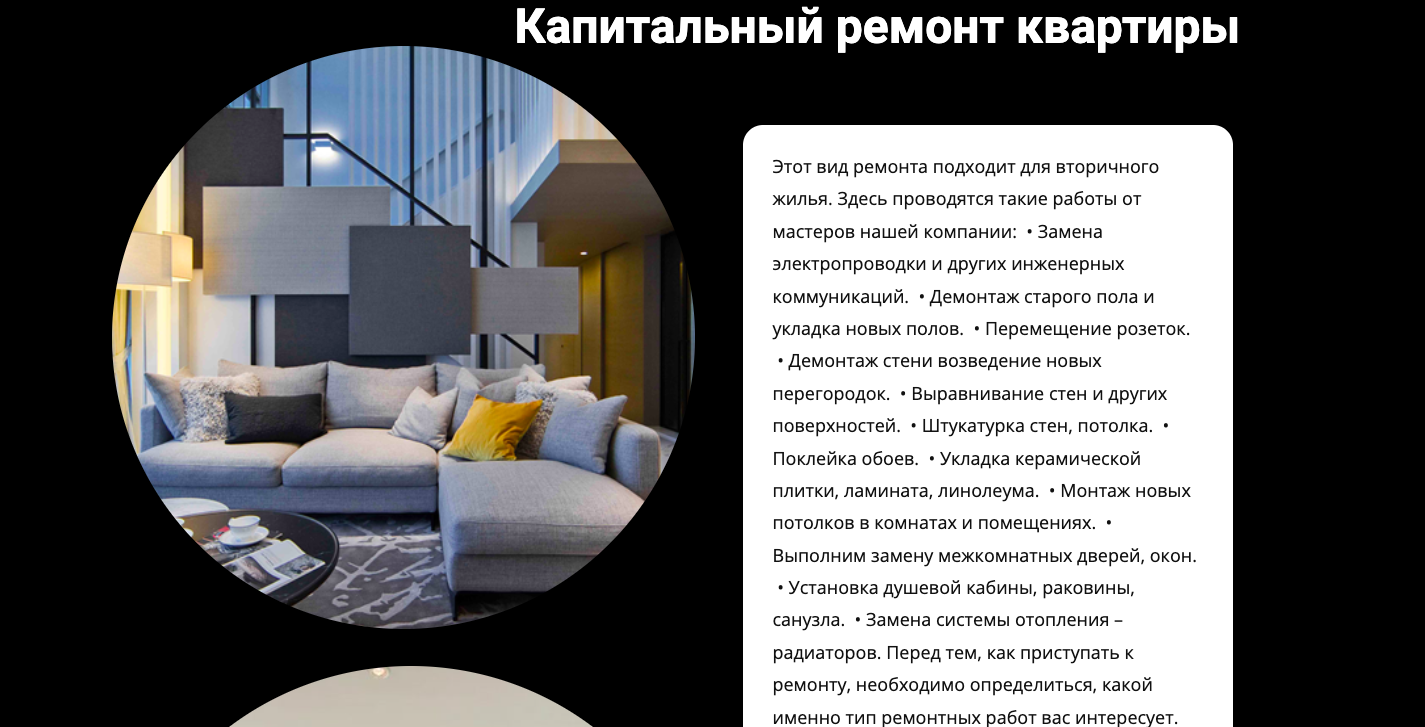 Капитальный ремонт квартиры
Этот вид ремонта подходит для вторичного
жилья. Здесь проводятся такие работы от
мастеров нашей компании:  • Замена
электропроводки и других инженерных
коммуникаций.  • Демонтаж старого пола и
укладка новых полов.  • Перемещение розеток.
• Демонтаж стени возведение новых
перегородок.  • Выравнивание стен и других
поверхностей.  • Штукатурка стен, потолка.  •
Поклейка обоев.  • Укладка керамической
плитки, ламината, линолеума.  • Монтаж новых
потолков в комнатах и помещениях.  •
Выполним замену межкомнатных дверей, окон.
• Установка душевой кабины, раковины,
санузла.  • Замена системы отопления –
радиаторов. Перед тем, как приступать к
ремонту, необходимо определиться, какой
именно тип ремонтных работ вас интересует.